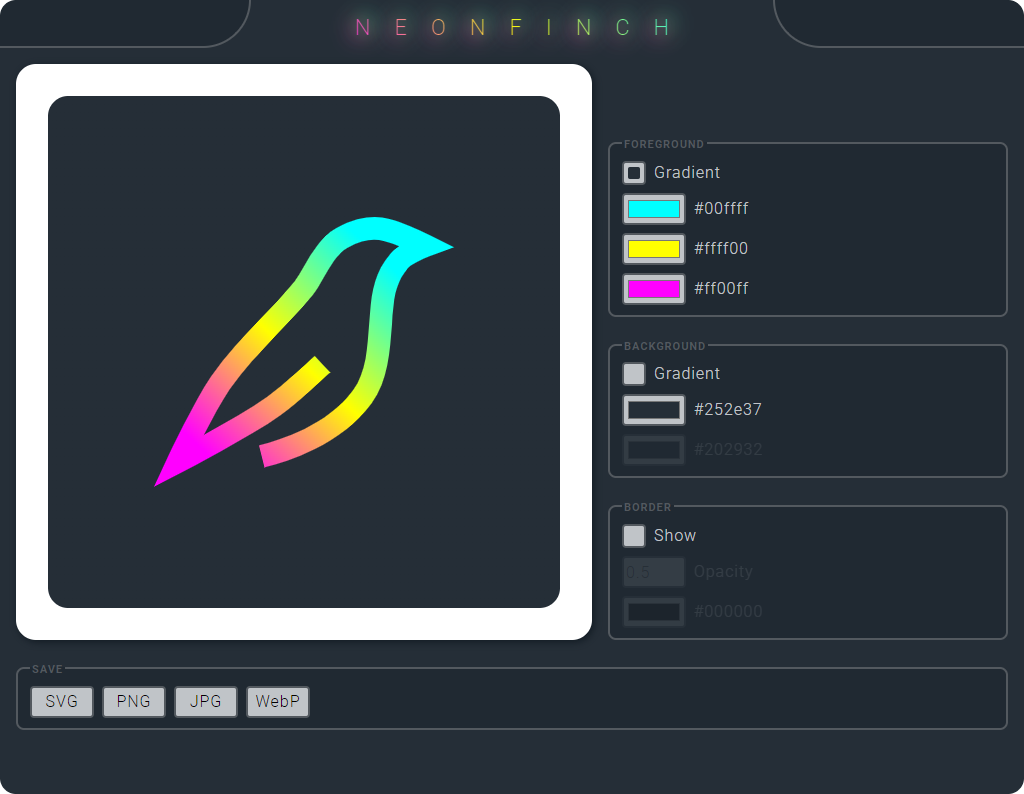 NEONFINCH
FOREGROUND
Gradient
#00ffff
#ffff00
#ff00ff
BACKGROUND
Gradient
#252e37
#202932
BORDER
Show
0.5 Opacity
#000000
SAVE
SVG PNG JPG WebP